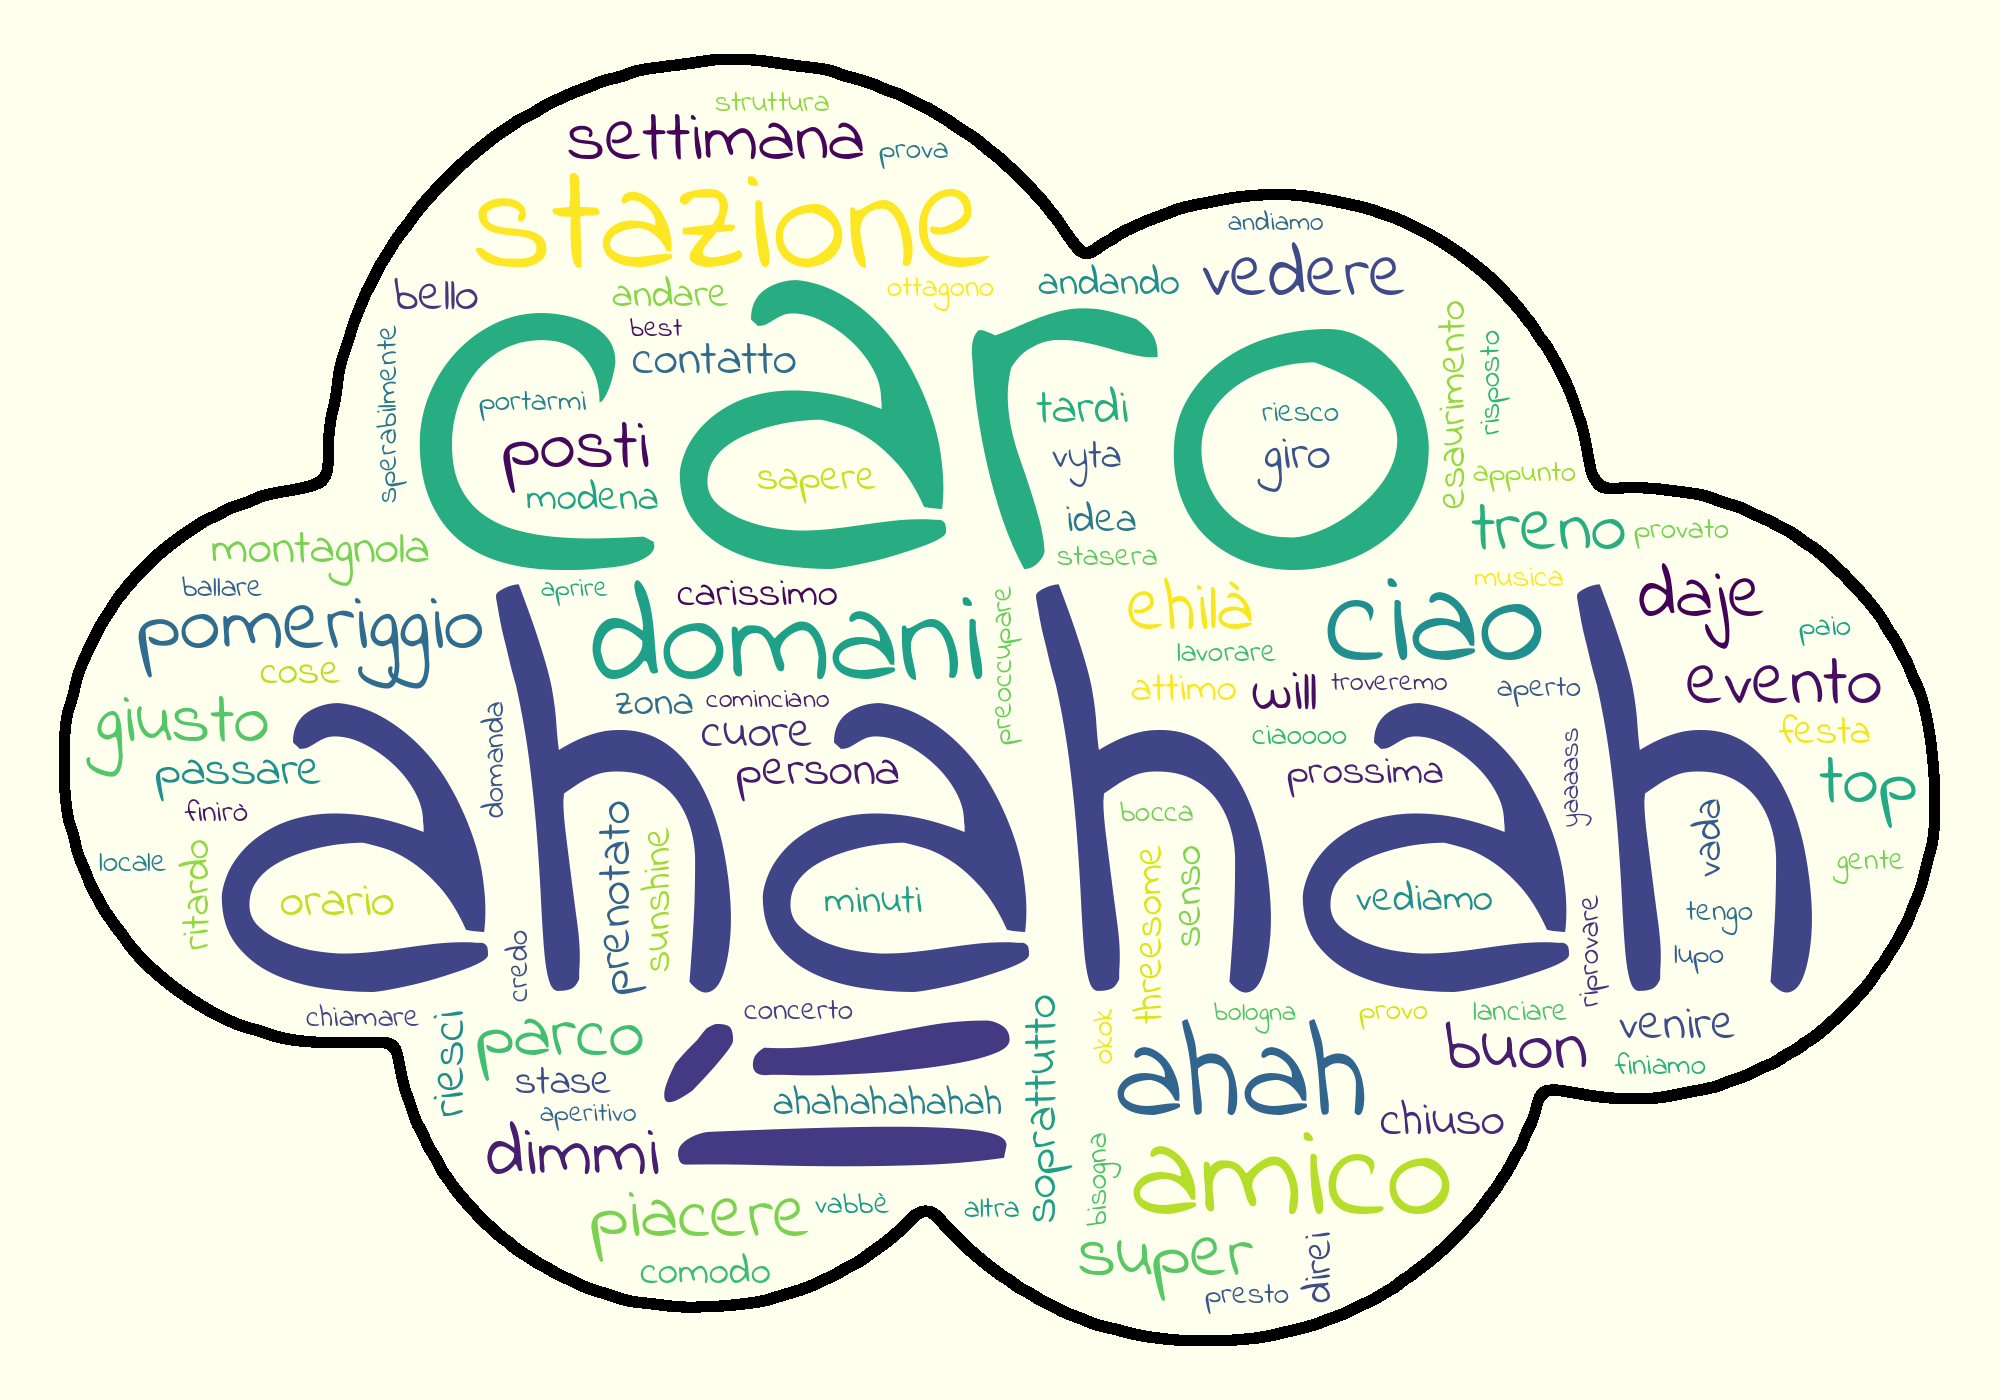 struttura
settimana
prova
stazione
andiamo
vedere
bello
andare
ottagono
andando
best
contatto
caro
sperabilmente
portarmi
posti
modena
sapere
tardi
vyta
idea
stasera
riesco
giro
esaurimento
risposto
appunto
treno
provato
montagnola
ballare
pomeriggio
cose
aprire
carissimo
domani
preoccupare
ehilà
lavorare
ciao
musica
daje
paio
giusto
passare
finirò
domanda
zona
cominciano
cuore
persona
attimo
will
troveremo
aperto
ciaoooo
prossima
yaaaass
evento
festa
top
ahahah
locale
ritardo
orario
credo
prenotato
sunshine
minuti
bocca
threesome
senso
vediamo
riprovare
vada
tengo
lupo
gente
chiamare
riesci
parco
stase
aperitivo
dimmi
concerto
ahahahahahah
soprattutto
okok
bologna
provo
lanciare
venire
ahah
buon
finiamo
chiuso
bisogna
amico
piacere
vabbè
altra
comodo
super
presto
direi